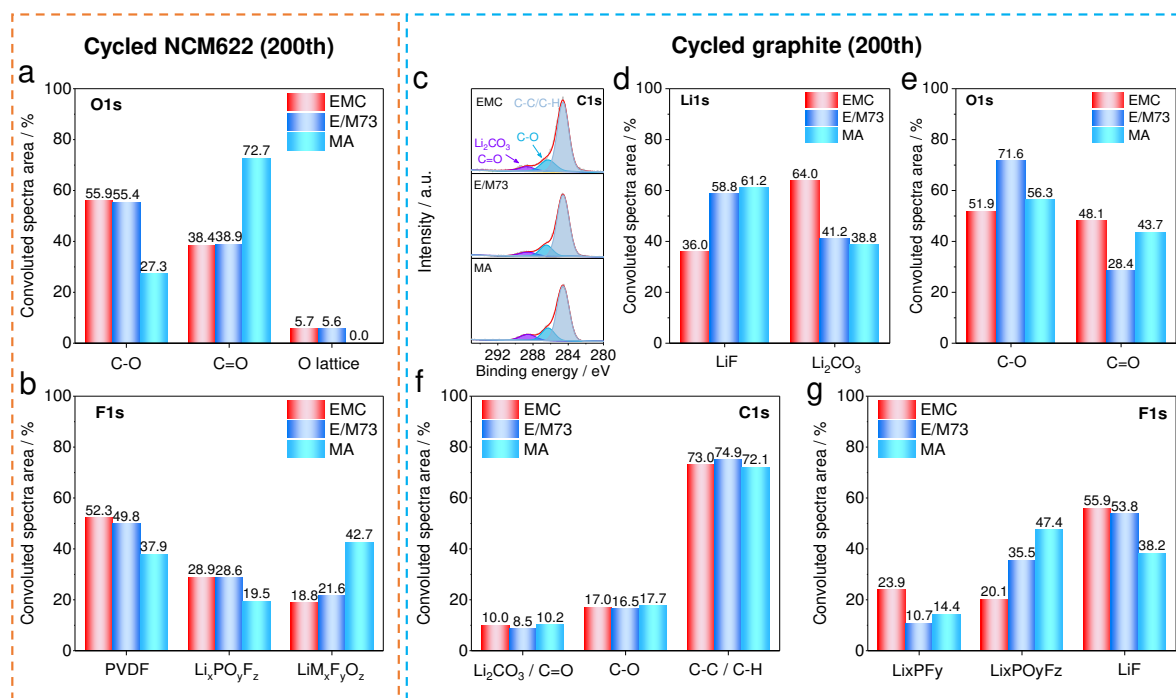 Cycled NCM622 (200th)
Cycled graphite (200th)
a
O1s
EMC
E/M73
MA
Convoluted spectra area / %
100
80
60
40
20
0
55.9
55.4
27.3
38.4
38.9
72.7
5.7
5.6
0.0
C-O
C=O
O lattice
b
F1s
EMC
E/M73
MA
Convoluted spectra area / %
100
80
60
40
20
0
52.3
49.8
37.9
28.9
28.6
19.5
18.8
21.6
42.7
PVDF
LiₓPOᵧF_z
LiMₓFᵧO_z
c
C1s
EMC
C-C/C-H
C-O
Li₂CO₃
C=O
E/M73
MA
Intensity / a.u.
292
288
284
280
Binding energy / eV
d
Li1s
EMC
E/M73
MA
Convoluted spectra area / %
100
80
60
40
20
0
36.0
58.8
61.2
64.0
41.2
38.8
LiF
Li₂CO₃
e
O1s
EMC
E/M73
MA
Convoluted spectra area / %
100
80
60
40
20
0
51.9
71.6
56.3
48.1
28.4
43.7
C-O
C=O
f
C1s
EMC
E/M73
MA
Convoluted spectra area / %
100
80
60
40
20
0
10.0
8.5
10.2
17.0
16.5
17.7
73.0
74.9
72.1
Li₂CO₃ / C=O
C-O
C-C / C-H
g
F1s
EMC
E/M73
MA
Convoluted spectra area / %
100
80
60
40
20
0
23.9
10.7
14.4
20.1
35.5
47.4
55.9
53.8
38.2
LixPFy
LixPOyFz
LiF